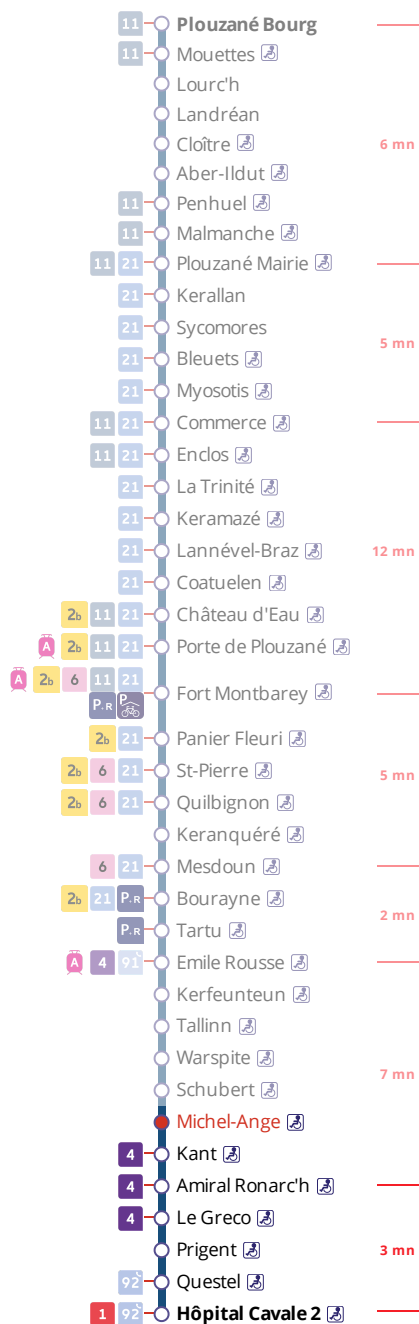 11 Plouzané Bourg
11 Mouettes
Lourc'h
Landréan
Cloître
6 mn
Aber-Ildut
11 Penhuel
11 Malmanche
11 21 Plouzané Mairie
21 Kerallan
21 Sycomores
5 mn
21 Bleuets
21 Myosotis
11 21 Commerce
11 21 Enclos
21 La Trinité
21 Keramazé
21 Lannével-Braz
12 mn
21 Coatuelen
2b 11 21 Château d'Eau
A 2b 11 21 Porte de Plouzané
A 2b 6 11 21
P.R P Fort Montbarey
2b 21 Panier Fleuri
2b 6 21 St-Pierre
5 mn
2b 6 21 Quilbignon
Keranquéré
6 21 Mesdoun
2b 21 P.R Bourayne
2 mn
P.R Tartu
A 4 91 Emile Rousse
Kerfeunteun
Tallinn
Warspite
7 mn
Schubert
Michel-Ange
4 Kant
4 Amiral Ronarc'h
4 Le Greco
Prigent
3 mn
92 Questel
1 92 Hôpital Cavale 2